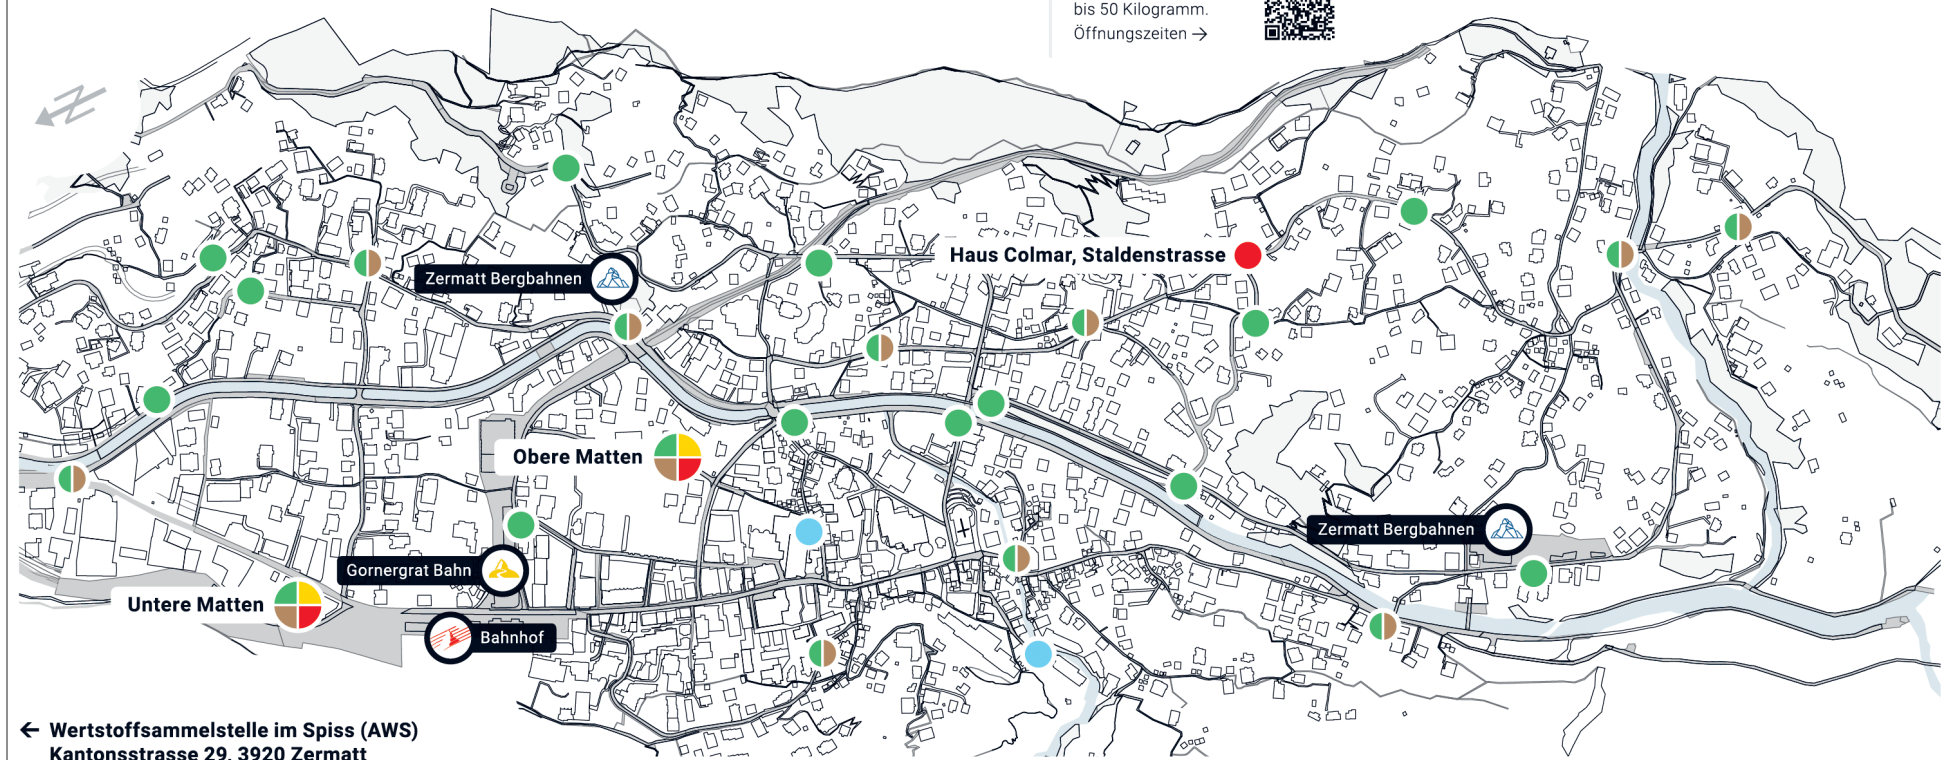 bis 50 Kilogramm.
Öffnungszeiten →
Haus Colmar, Staldenstrasse
Zermatt Bergbahnen
Obere Matten
Zermatt Bergbahnen
Gornergrat Bahn
Untere Matten
Bahnhof
← Wertstoffsammelstelle im Spiss (AWS)
Kantonsstrasse 29, 3920 Zermatt